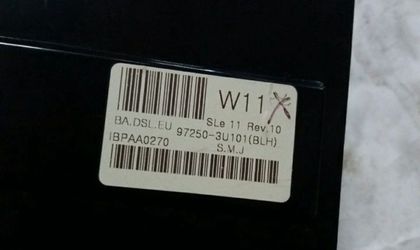 W11X
SLe 11 Rev.10
BA.DSL.EU 97250-3U101(BLH)
IBPAA0270 S.M.J